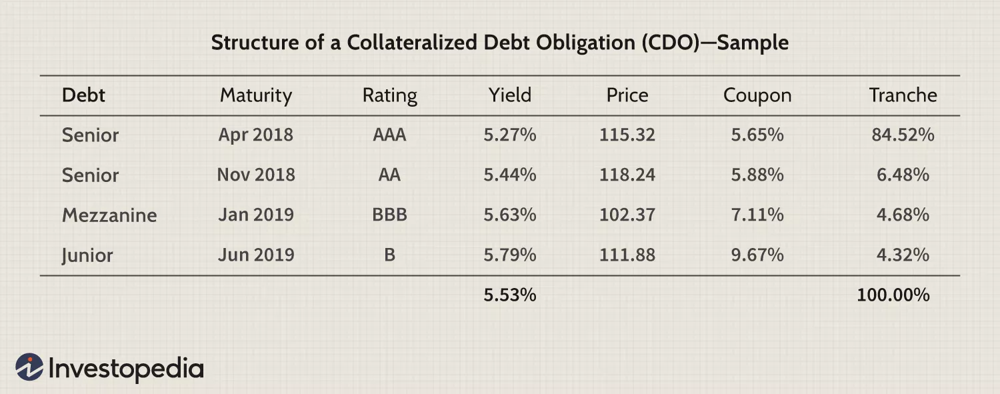 Structure of a Collateralized Debt Obligation (CDO)—Sample
Debt Maturity Rating Yield Price Coupon Tranche
Senior Apr 2018 AAA 5.27% 115.32 5.65% 84.52%
Senior Nov 2018 AA 5.44% 118.24 5.88% 6.48%
Mezzanine Jan 2019 BBB 5.63% 102.37 7.11% 4.68%
Junior Jun 2019 B 5.79% 111.88 9.67% 4.32%
5.53% 100.00%
Investopedia